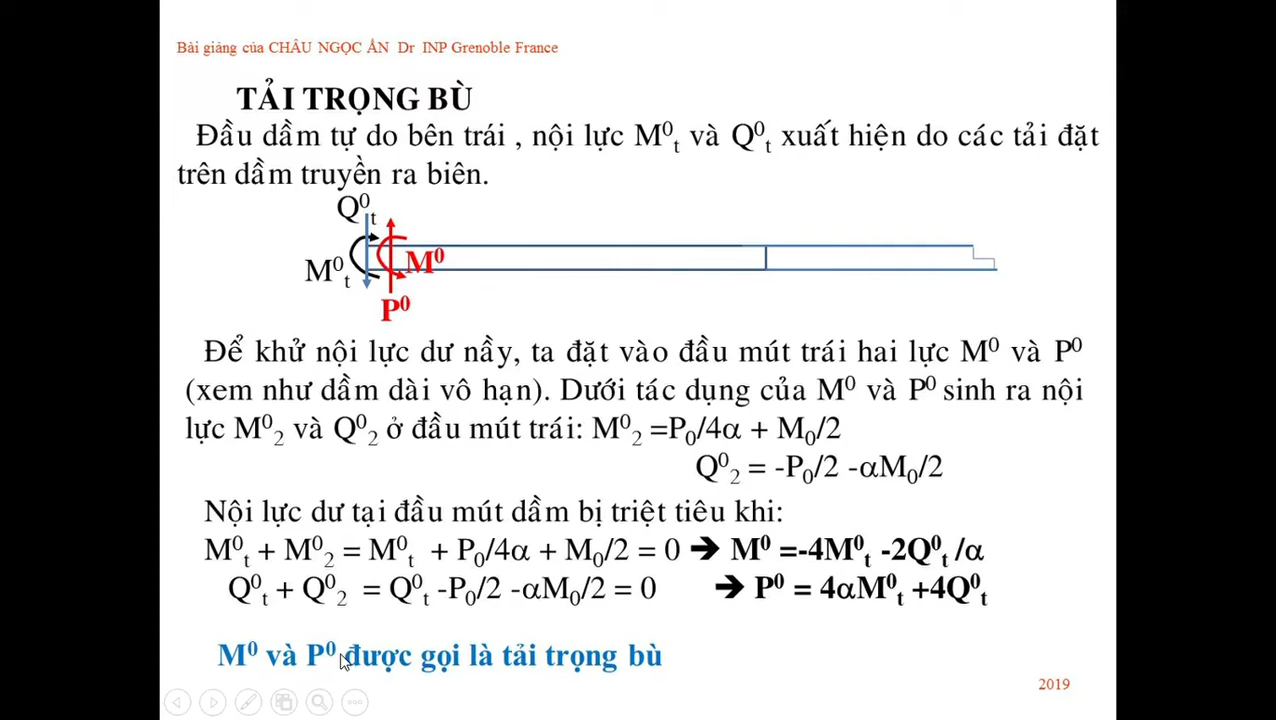 Bài giảng của CHÂU NGỌC ẨN Dr INP Grenoble France
TẢI TRỌNG BÙ
Đầu dầm tự do bên trái , nội lực M⁰ₜ và Q⁰ₜ xuất hiện do các tải đặt
trên dầm truyền ra biên.
Q⁰ₜ
M⁰ₜ
M⁰
P⁰
Để khử nội lực dư nầy, ta đặt vào đầu mút trái hai lực M⁰ và P⁰
(xem như dầm dài vô hạn). Dưới tác dụng của M⁰ và P⁰ sinh ra nội
lực M⁰₂ và Q⁰₂ ở đầu mút trái: M⁰₂ =P₀/4α + M₀/2
Q⁰₂ = -P₀/2 -αM₀/2
Nội lực dư tại đầu mút dầm bị triệt tiêu khi:
M⁰ₜ + M⁰₂ = M⁰ₜ + P₀/4α + M₀/2 = 0 ➔ M⁰ =-4M⁰ₜ -2Q⁰ₜ /α
Q⁰ₜ + Q⁰₂ = Q⁰ₜ -P₀/2 -αM₀/2 = 0 ➔ P⁰ = 4αM⁰ₜ +4Q⁰ₜ
M⁰ và P⁰ được gọi là tải trọng bù
2019